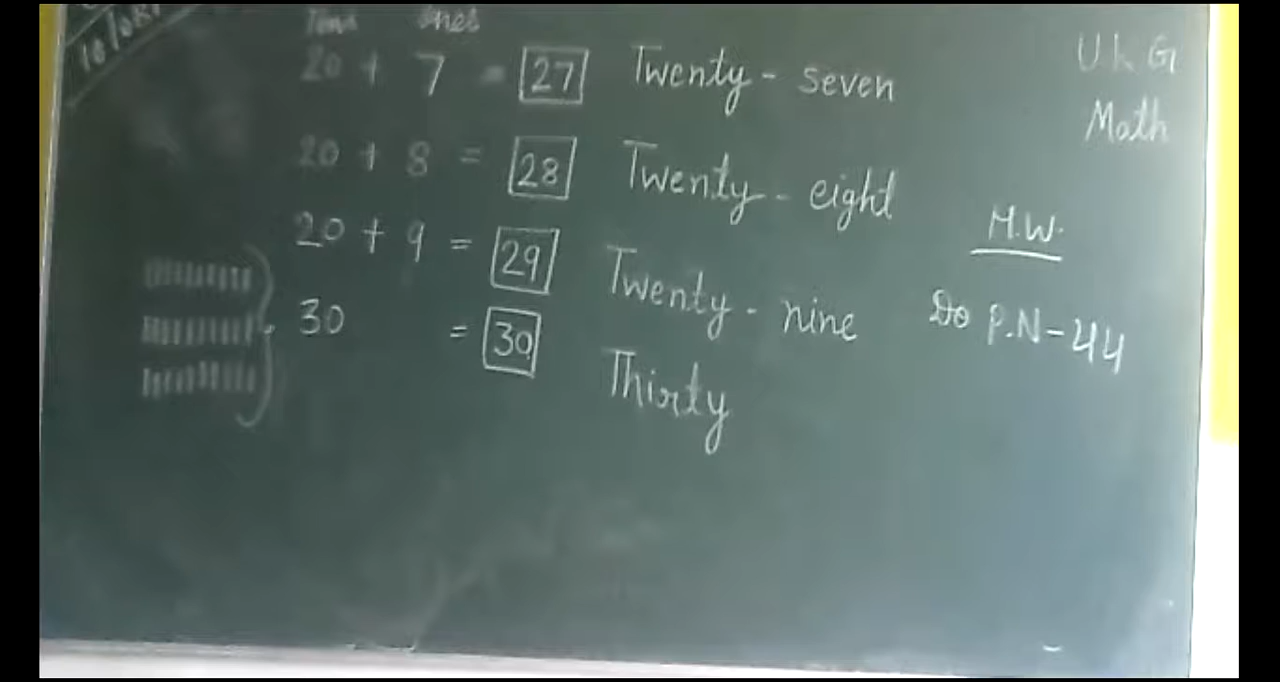 Tens Ones
20 + 7 = 27 Twenty - seven
20 + 8 = 28 Twenty - eight
20 + 9 = 29 Twenty - nine
30 = 30 Thirty
U K G
Math
H.W.
Do P.N-44